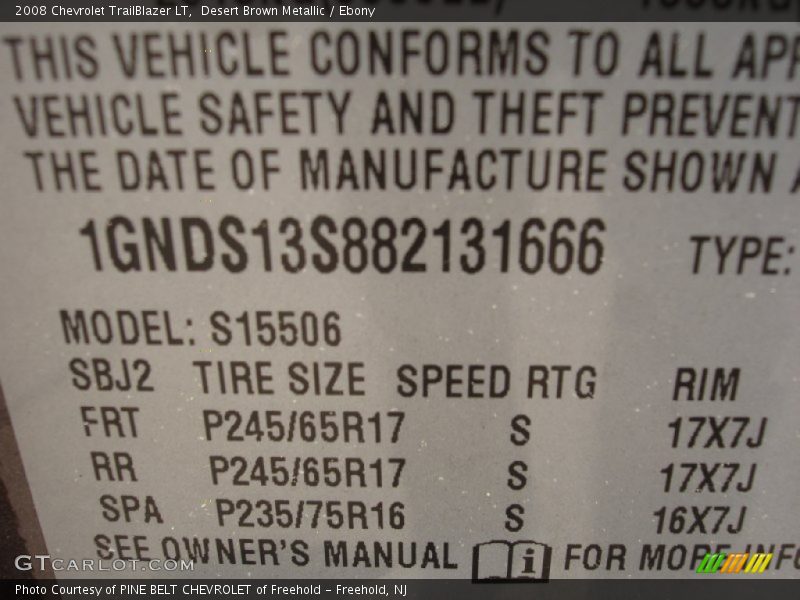 2008 Chevrolet TrailBlazer LT, Desert Brown Metallic / Ebony
THIS VEHICLE CONFORMS TO ALL
VEHICLE SAFETY AND THEFT
THE DATE OF MANUFACTURE SHOWN
1GNDS13S882131666 TYPE:
MODEL: S15506
SBJ2 TIRE SIZE SPEED RTG RIM
FRT P245/65R17 S 17X7J
RR P245/65R17 S 17X7J
SPA P235/75R16 S 16X7J
SEE OWNER'S MANUAL i FOR MORE
GTCarLot.com
Photo Courtesy of PINE BELT CHEVROLET of Freehold – Freehold, NJ